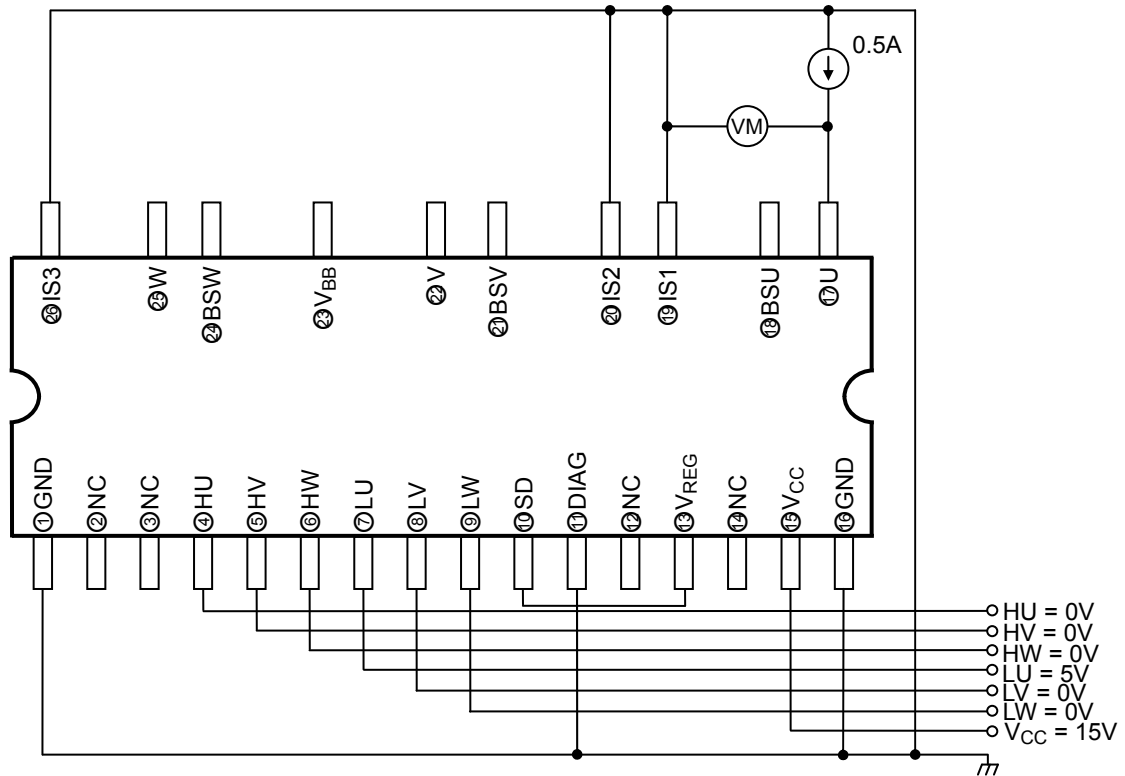 0.5A
VM
㉖IS3
㉕W
㉔BSW
㉓VBB
㉒V
㉑BSV
⑳IS2
⑲IS1
⑱BSU
⑰U
①GND
②NC
③NC
④HU
⑤HV
⑥HW
⑦LU
⑧LV
⑨LW
⑩SD
⑪DIAG
⑫NC
⑬VREG
⑭NC
⑮VCC
⑯GND
HU = 0V
HV = 0V
HW = 0V
LU = 5V
LV = 0V
LW = 0V
VCC = 15V